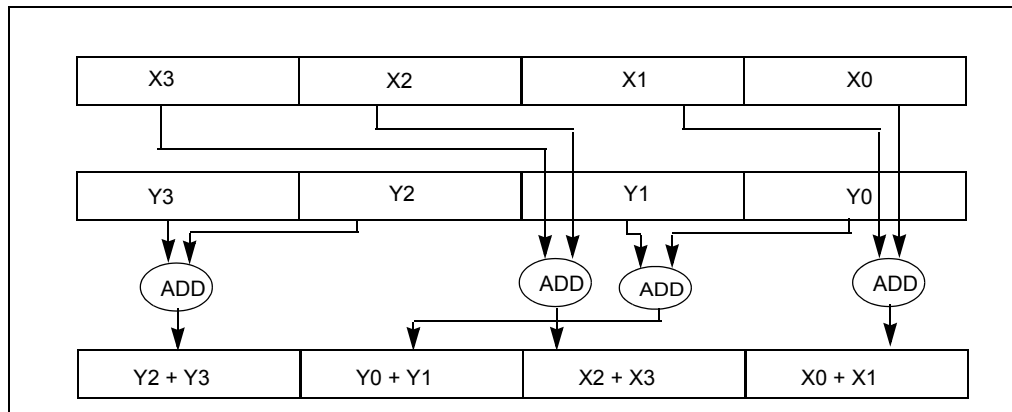 X3 X2 X1 X0
Y3 Y2 Y1 Y0
ADD ADD ADD ADD
Y2 + Y3 Y0 + Y1 X2 + X3 X0 + X1